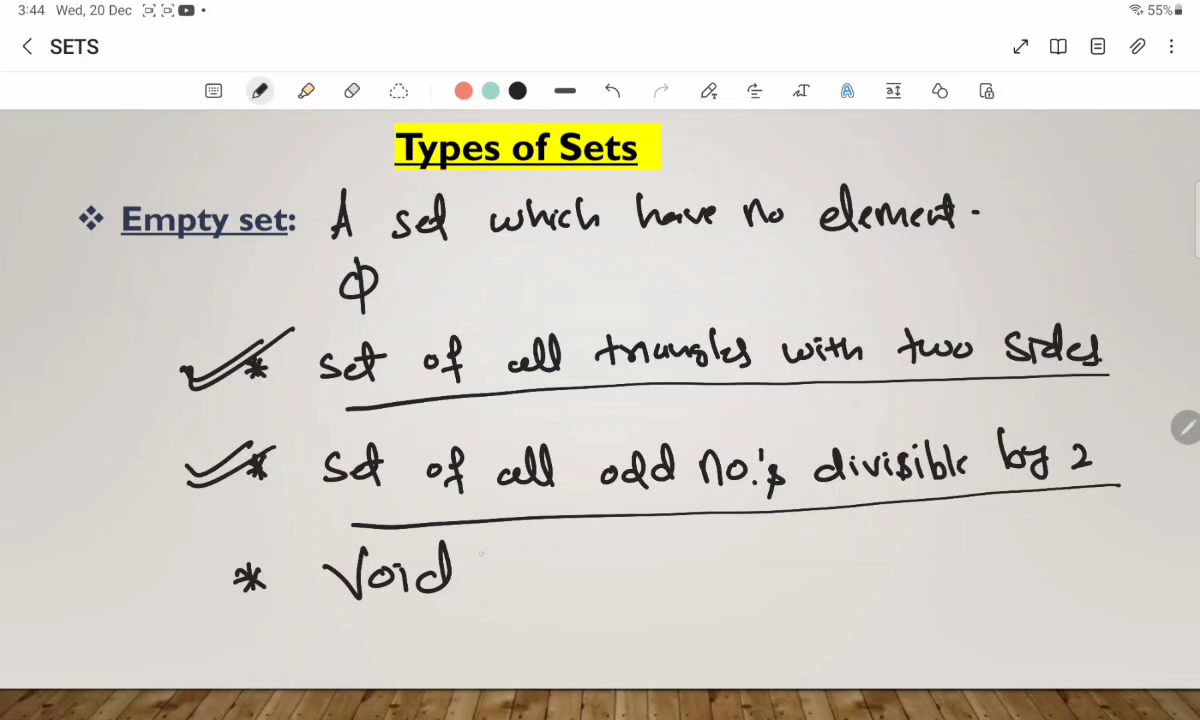 3:44 Wed, 20 Dec
55%
SETS
Types of Sets
❖ Empty set: A set which have no element.
Φ
* set of all triangles with two sides
* set of all odd no.'s divisible by 2
* Void